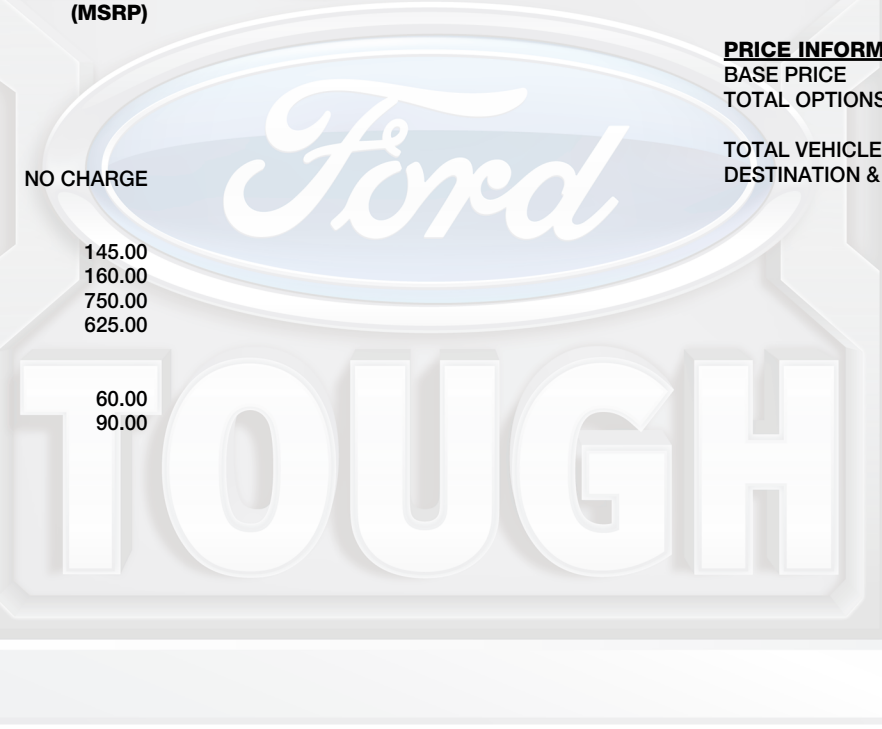 (MSRP)
NO CHARGE
145.00
160.00
750.00
625.00
60.00
90.00
PRICE INFORM
BASE PRICE
TOTAL OPTIONS
TOTAL VEHICLE
DESTINATION &
Ford
TOUGH